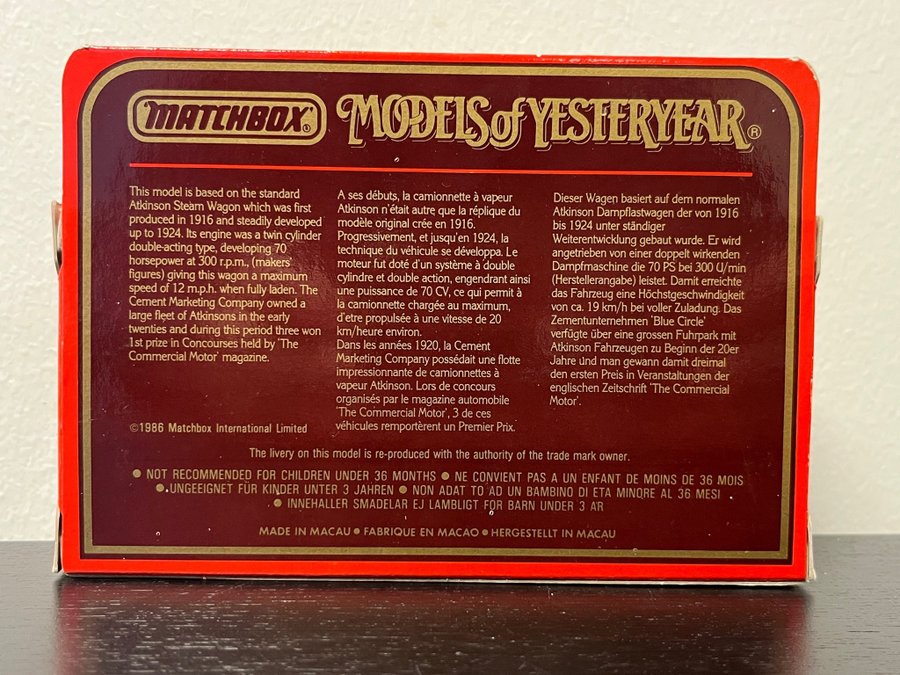 MATCHBOX® MODELS of YESTERYEAR®
This model is based on the standard
Atkinson Steam Wagon which was first
produced in 1916 and steadily developed
up to 1924. Its engine was a twin cylinder
double-acting type, developing 70
horsepower at 300 r.p.m., (makers'
figures) giving this wagon a maximum
speed of 12 m.p.h. when fully laden. The
Cement Marketing Company owned a
large fleet of Atkinsons in the early
twenties and during this period three won
1st prize in Concourses held by 'The
Commercial Motor' magazine.
©1986 Matchbox International Limited
A ses débuts, la camionnette à vapeur
Atkinson n'était autre que la réplique du
modèle original crée en 1916.
Progressivement, et jusqu'en 1924, la
technique du véhicule se développa. Le
moteur fut doté d'un système à double
cylindre et double action, engendrant ainsi
une puissance de 70 CV, ce qui permit à
la camionnette chargée au maximum,
d'etre propulsée à une vitesse de 20
km/heure environ.
Dans les années 1920, la Cement
Marketing Company possédait une flotte
impressionnante de camionnettes à
vapeur Atkinson. Lors de concours
organisés par le magazine automobile
'The Commercial Motor', 3 de ces
véhicules remportèrent un Premier Prix.
Dieser Wagen basiert auf dem normalen
Atkinson Dampflastwagen der von 1916
bis 1924 unter ständiger
Weiterentwicklung gebaut wurde. Er wird
angetrieben von einer doppelt wirkenden
Dampfmaschine die 70 PS bei 300 U/min
(Herstellerangabe) leistet. Damit erreichte
das Fahrzeug eine Höchstgeschwindigkeit
von ca. 19 km/h bei voller Zuladung. Das
Zementunternehmen 'Blue Circle'
verfügte über eine grossen Fuhrpark mit
Atkinson Fahrzeugen zu Beginn der 20er
Jahre und man gewann damit dreimal
den ersten Preis in Veranstaltungen der
englischen Zeitschrift 'The Commercial
Motor'.
The livery on this model is re-produced with the authority of the trade mark owner.
● NOT RECOMMENDED FOR CHILDREN UNDER 36 MONTHS ● NE CONVIENT PAS A UN ENFANT DE MOINS DE 36 MOIS
● UNGEEIGNET FÜR KINDER UNTER 3 JAHREN ● NON ADAT TO AD UN BAMBINO DI ETA MINORE AL 36 MESI
● INNEHALLER SMADELAR EJ LAMBLIGT FOR BARN UNDER 3 A'R
MADE IN MACAU ● FABRIQUE EN MACAO ● HERGESTELLT IN MACAU